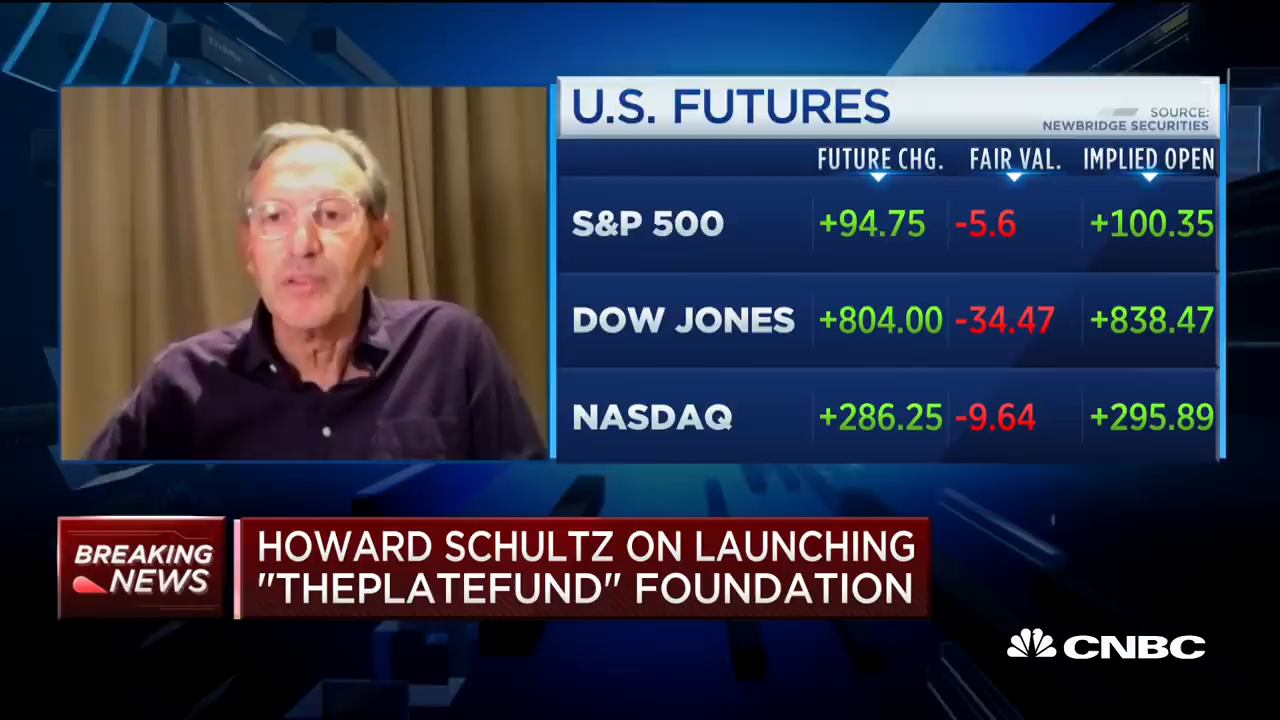 U.S. FUTURES
SOURCE:
NEWBRIDGE SECURITIES
FUTURE CHG. FAIR VAL. IMPLIED OPEN
S&P 500 +94.75 -5.6 +100.35
DOW JONES +804.00 -34.47 +838.47
NASDAQ +286.25 -9.64 +295.89
BREAKING
NEWS
HOWARD SCHULTZ ON LAUNCHING
"THEPLATEFUND" FOUNDATION
CNBC